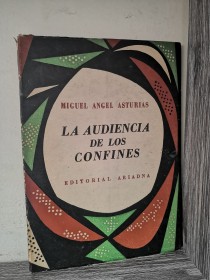 MIGUEL ANGEL ASTURIAS
LA AUDIENCIA
DE LOS
CONFINES
EDITORIAL ARIADNA